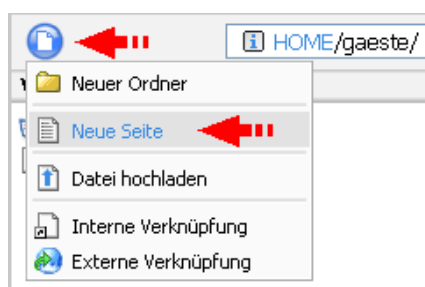 HOME/gaeste/
Neuer Ordner
Neue Seite
Datei hochladen
Interne Verknüpfung
Externe Verknüpfung